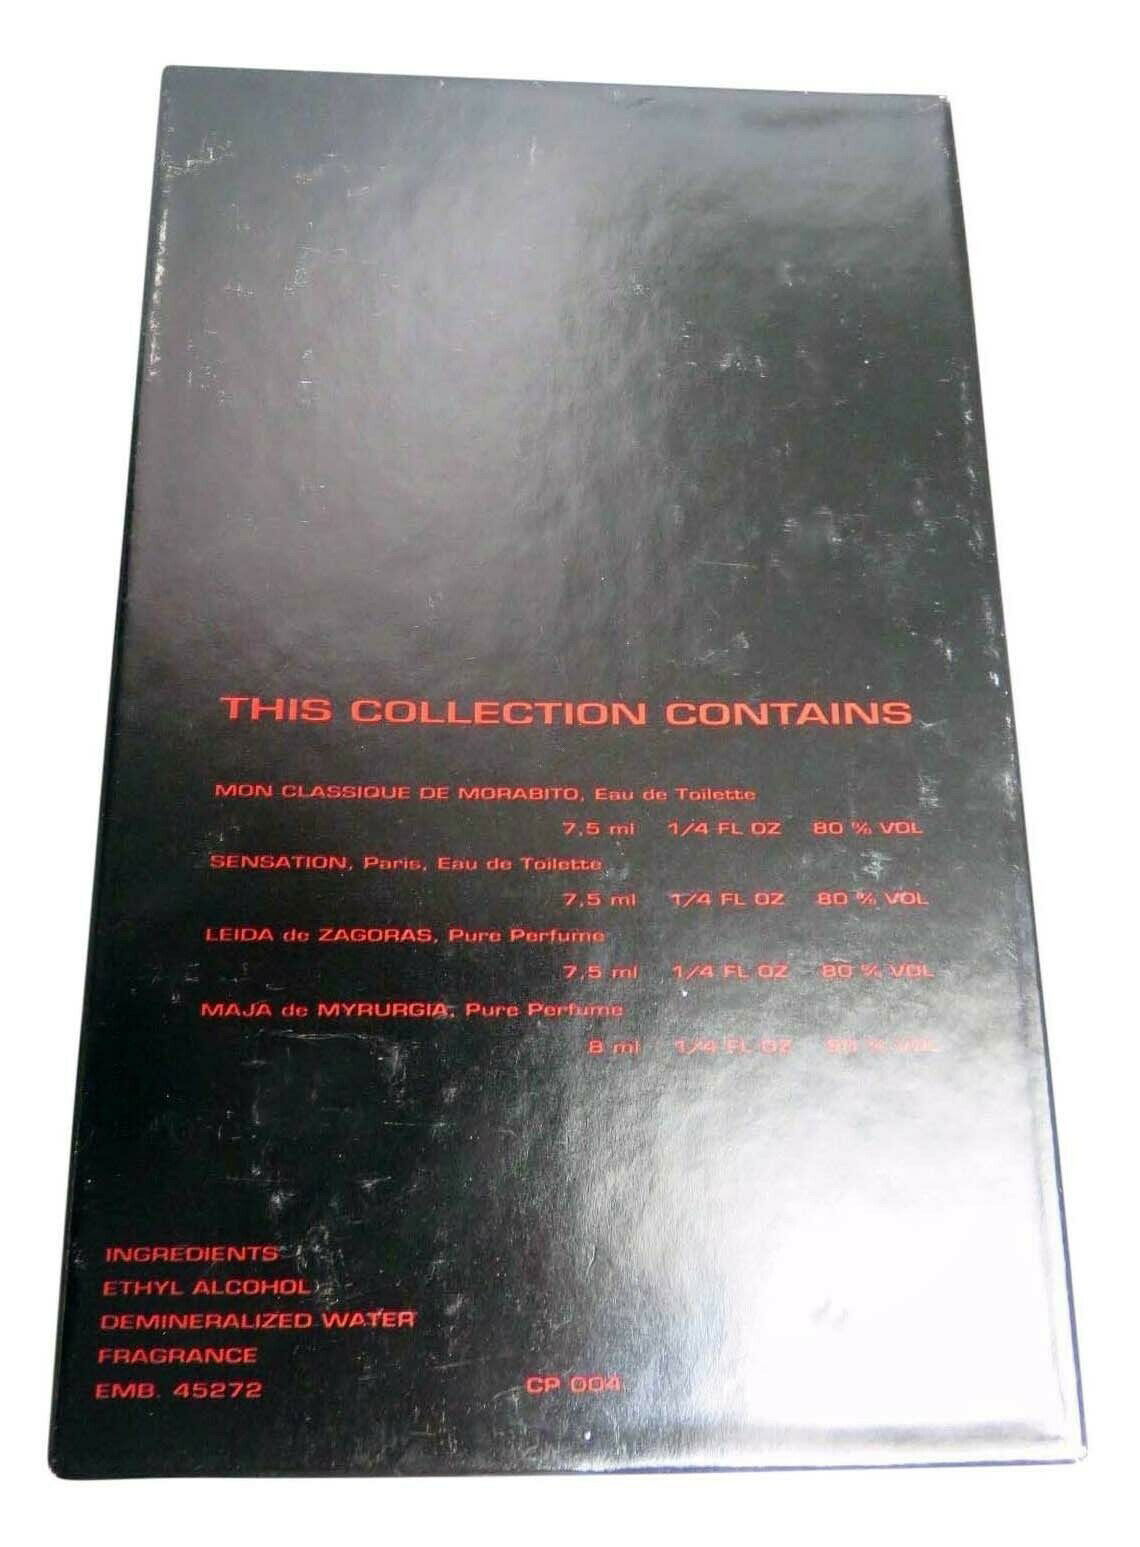 THIS COLLECTION CONTAINS
MON CLASSIQUE DE MORABITO, Eau de Toilette
7,5 ml 1/4 FL OZ 80 % VOL
SENSATION, Paris, Eau de Toilette
7,5 ml 1/4 FL OZ 80 % VOL
LEIDA de ZAGORAS, Pure Perfume
7,5 ml 1/4 FL OZ 80 % VOL
MAJA de MYRURGIA, Pure Perfume
8 ml 1/4 FL OZ % VOL
INGREDIENTS
ETHYL ALCOHOL
DEMINERALIZED WATER
FRAGRANCE
EMB. 45272 CP 004